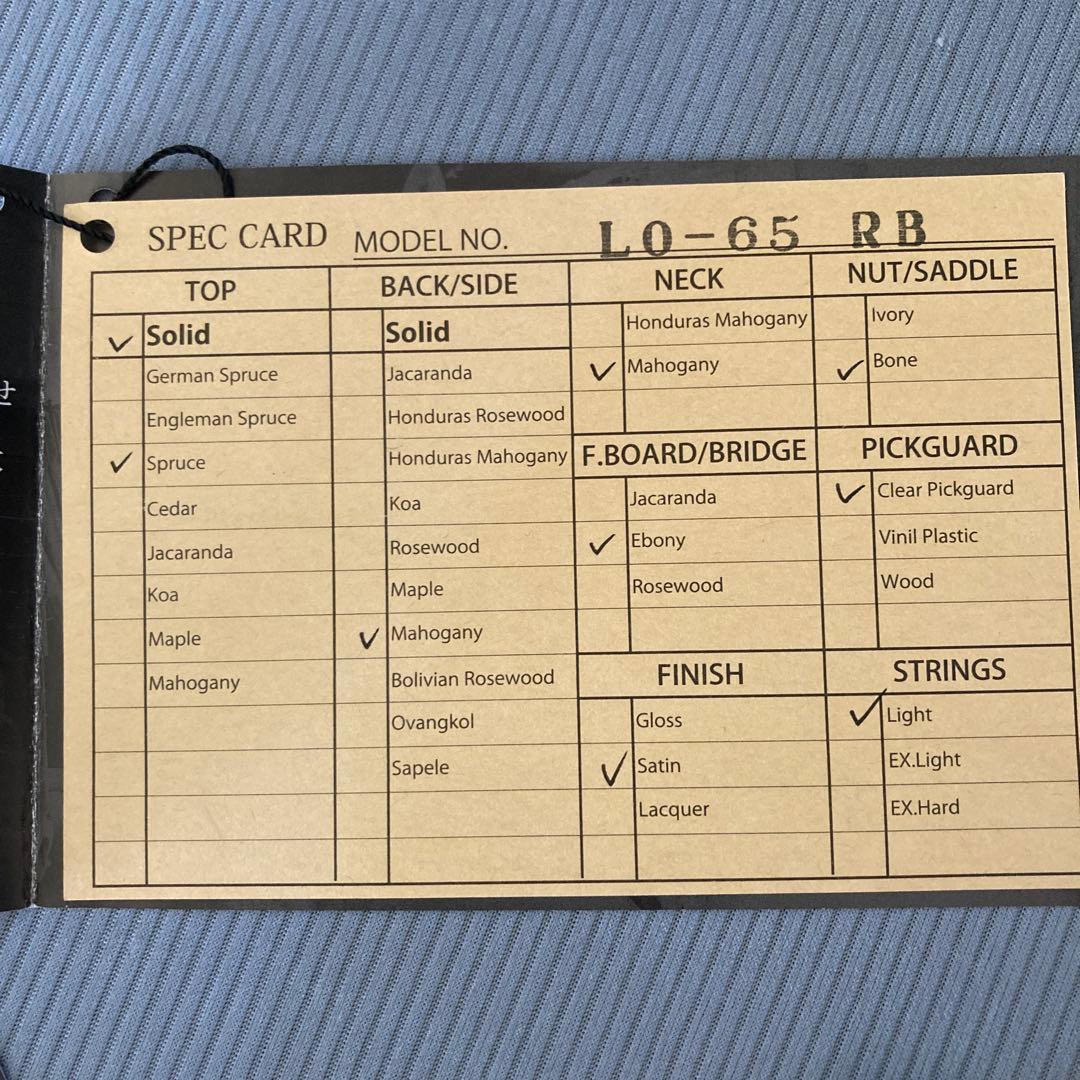 SPEC CARD MODEL NO. LO-65 RB
TOP
✓ Solid
German Spruce
Engleman Spruce
✓ Spruce
Cedar
Jacaranda
Koa
Maple
Mahogany
BACK/SIDE
Solid
Jacaranda
Honduras Rosewood
Honduras Mahogany
Koa
Rosewood
Maple
✓ Mahogany
Bolivian Rosewood
Ovangkol
Sapele
NECK
Honduras Mahogany
✓ Mahogany
F.BOARD/BRIDGE
Jacaranda
✓ Ebony
Rosewood
FINISH
Gloss
✓ Satin
Lacquer
NUT/SADDLE
Ivory
✓ Bone
PICKGUARD
✓ Clear Pickguard
Vinil Plastic
Wood
STRINGS
✓ Light
EX.Light
EX.Hard